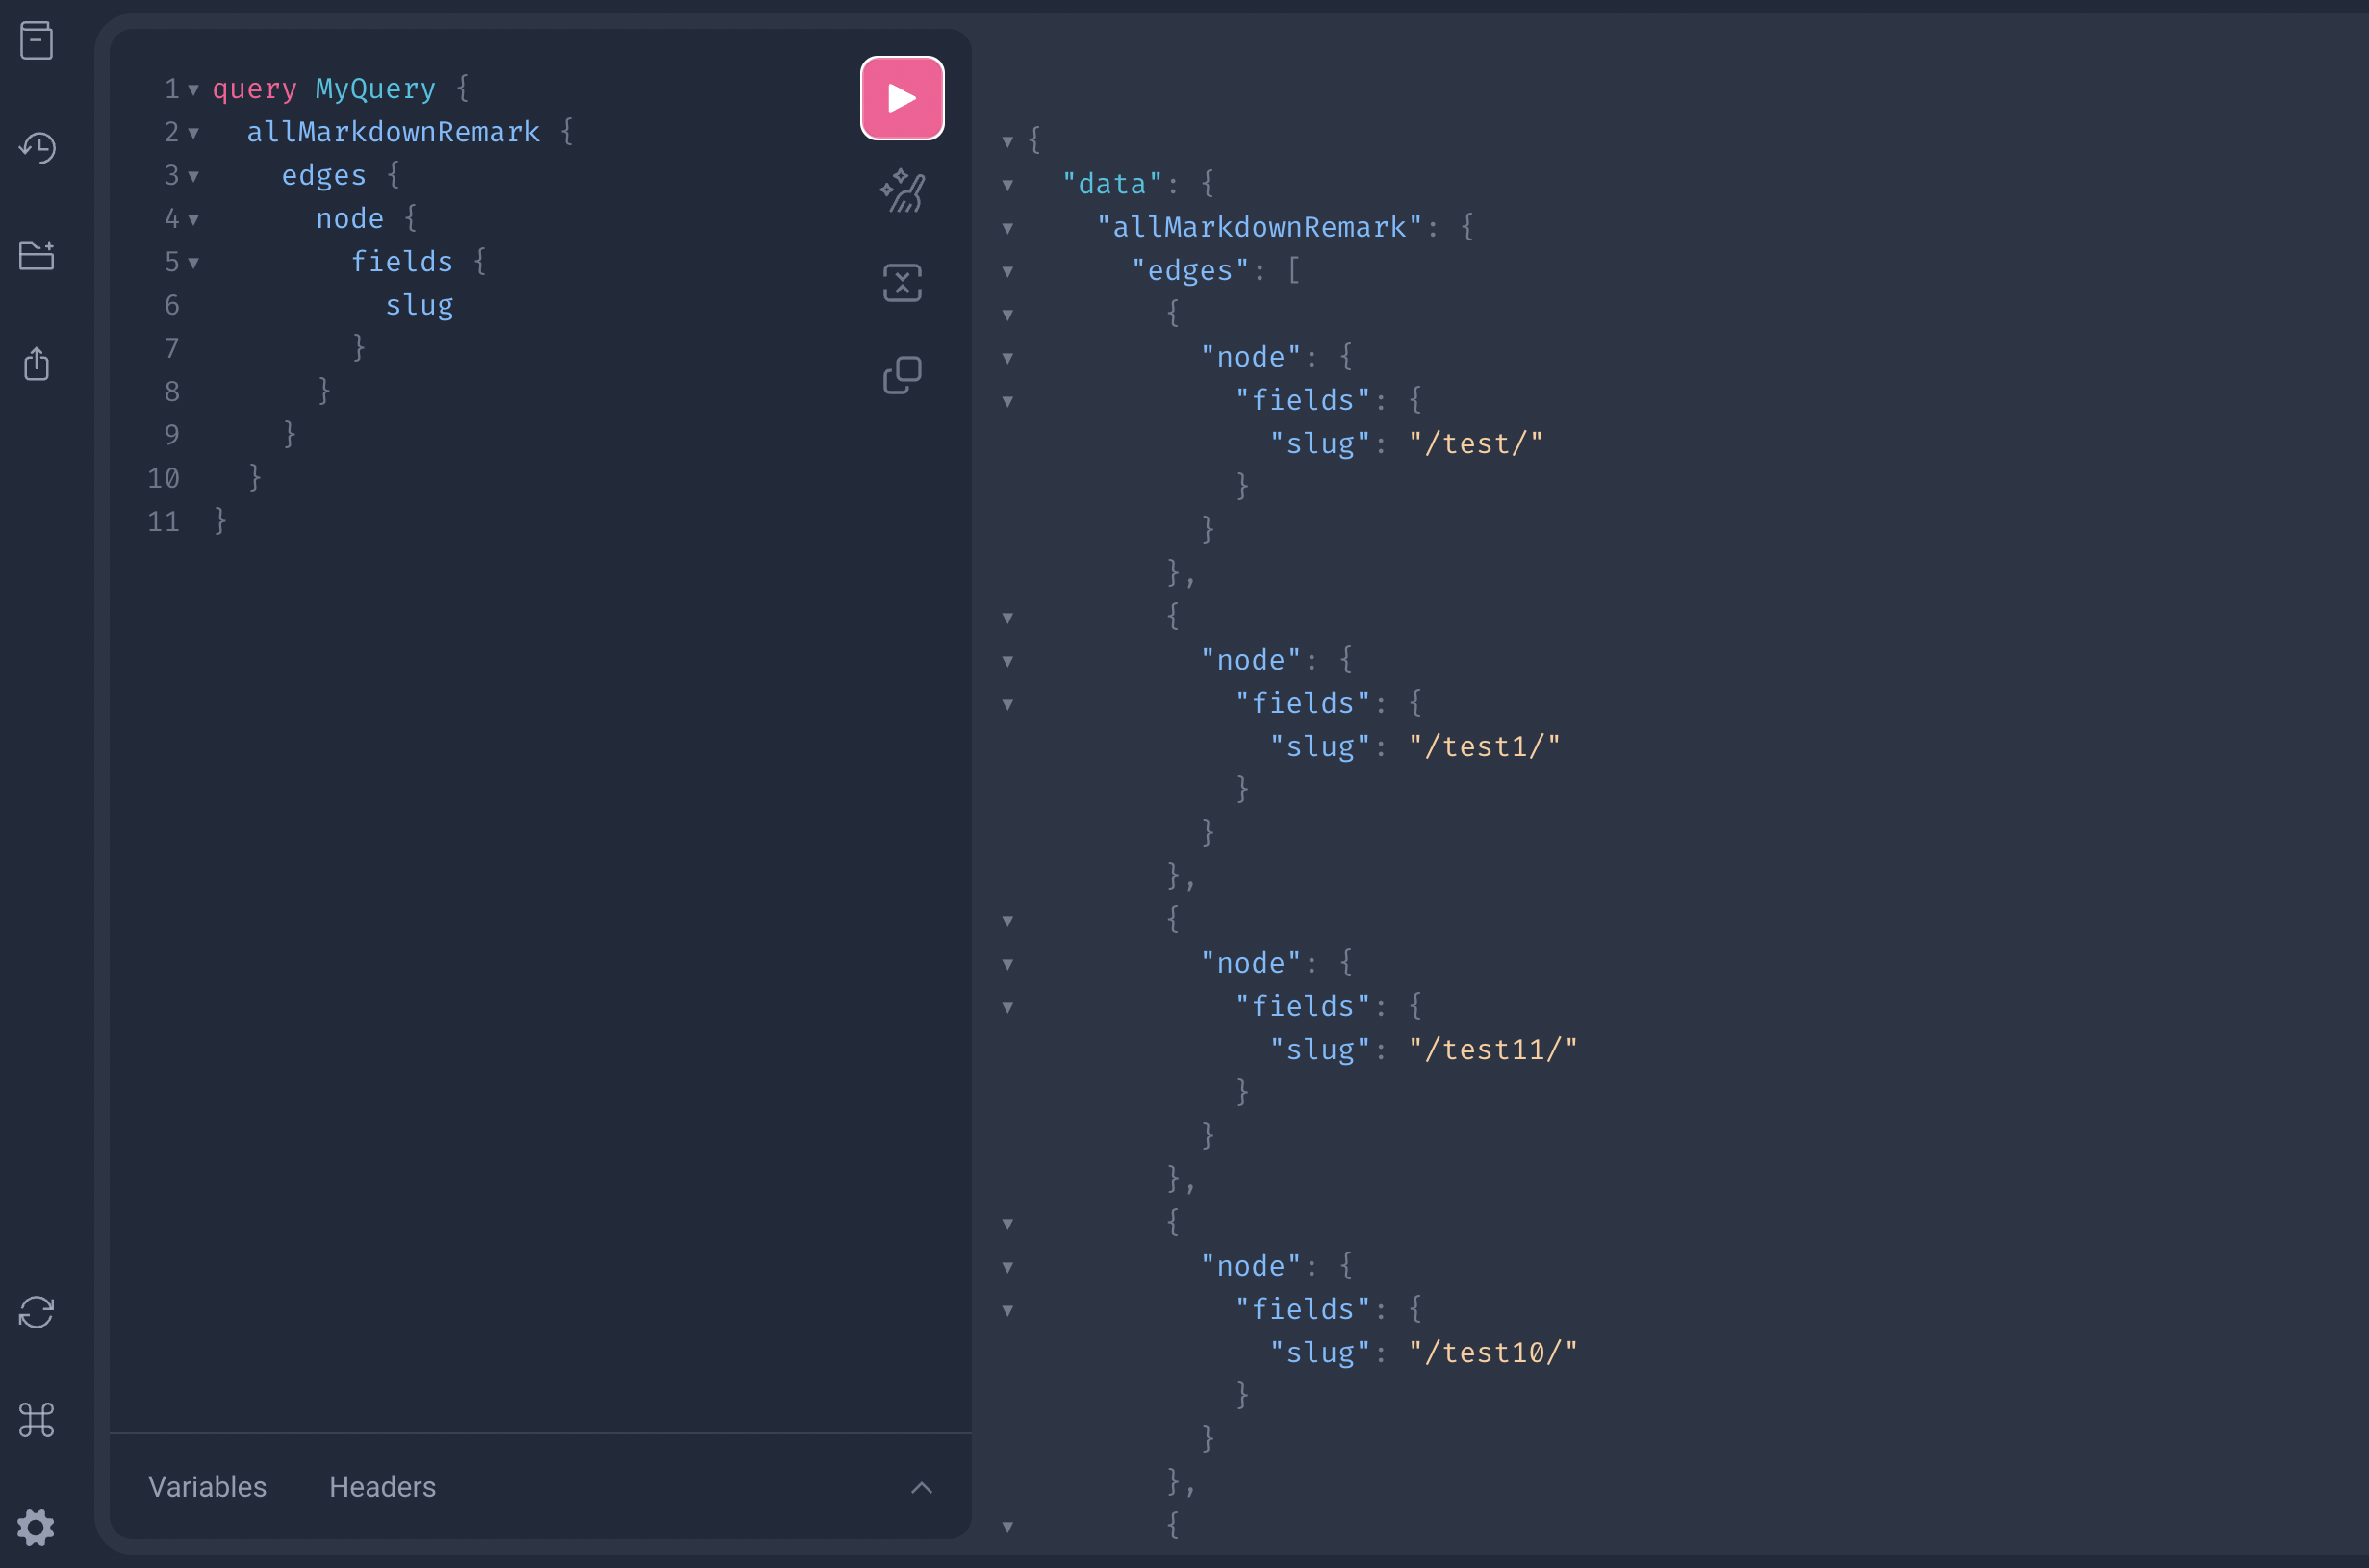 1 query MyQuery {
2   allMarkdownRemark {
3     edges {
4       node {
5         fields {
6           slug
7         }
8       }
9     }
10   }
11 }
Variables Headers
{
  "data": {
    "allMarkdownRemark": {
      "edges": [
        {
          "node": {
            "fields": {
              "slug": "/test/"
            }
          }
        },
        {
          "node": {
            "fields": {
              "slug": "/test1/"
            }
          }
        },
        {
          "node": {
            "fields": {
              "slug": "/test11/"
            }
          }
        },
        {
          "node": {
            "fields": {
              "slug": "/test10/"
            }
          }
        },
        {